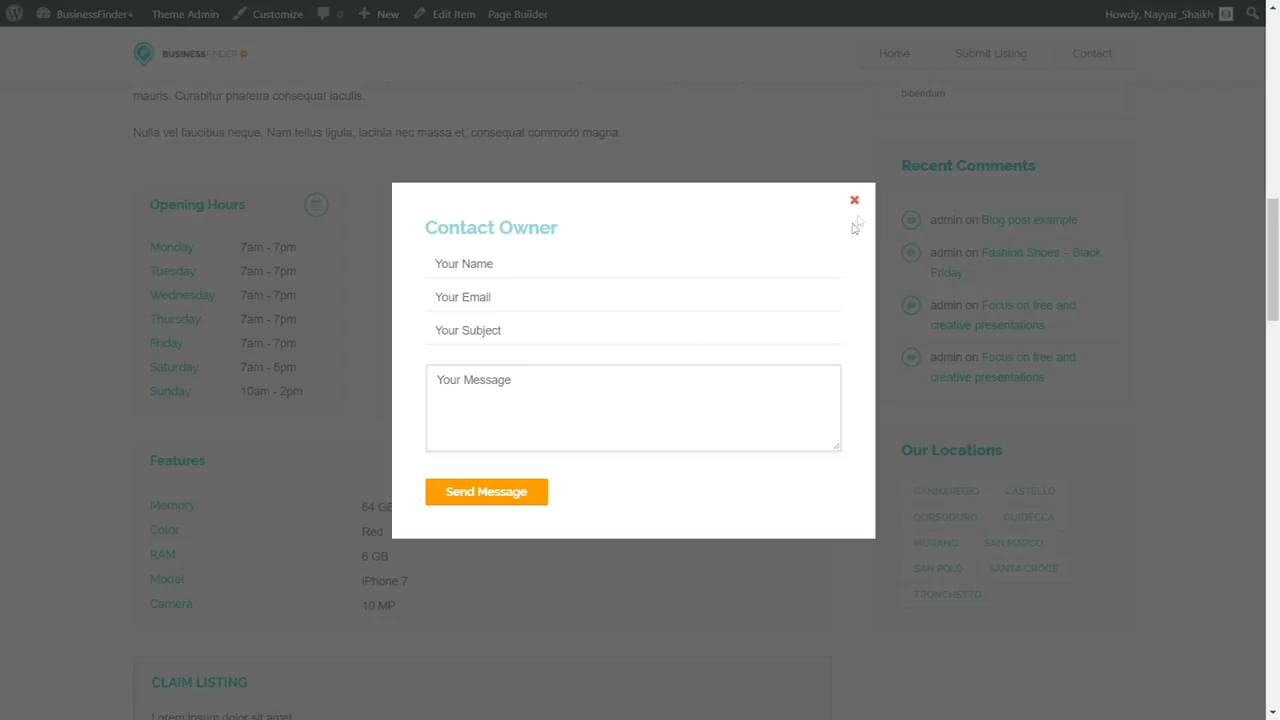 BusinessFinder+ Theme Admin Customize 0 New Edit Item Page Builder Howdy, Nayyar_Shaikh
BUSINESSFINDER Home Submit Listing Contact
mauris. Curabitur pharetra consequat iaculis.
Nulla vel faucibus neque, Nam tellus ligula, lacinia nec massa et, consequat commodo magna.
bibendum
Opening Hours
Monday 7am - 7pm
Tuesday 7am - 7pm
Wednesday 7am - 7pm
Thursday 7am - 7pm
Friday 7am - 7pm
Saturday 7am - 5pm
Sunday 10am - 2pm
Contact Owner
Your Name
Your Email
Your Subject
Your Message
Send Message
Recent Comments
admin on Blog post example
admin on Fashion Shoes – Black
Friday
admin on Focus on free and
creative presentations
admin on Focus on free and
creative presentations
Features
Memory 64 GB
Color Red
RAM 6 GB
Model iPhone 7
Camera 10 MP
Our Locations
CANNAREGIO CASTELLO
DORSODURO GUIDECCA
MURANO SAN MARCO
SAN POLO SANTA CROCE
TRONCHETTO
CLAIM LISTING
Lorem ipsum dolor sit amet